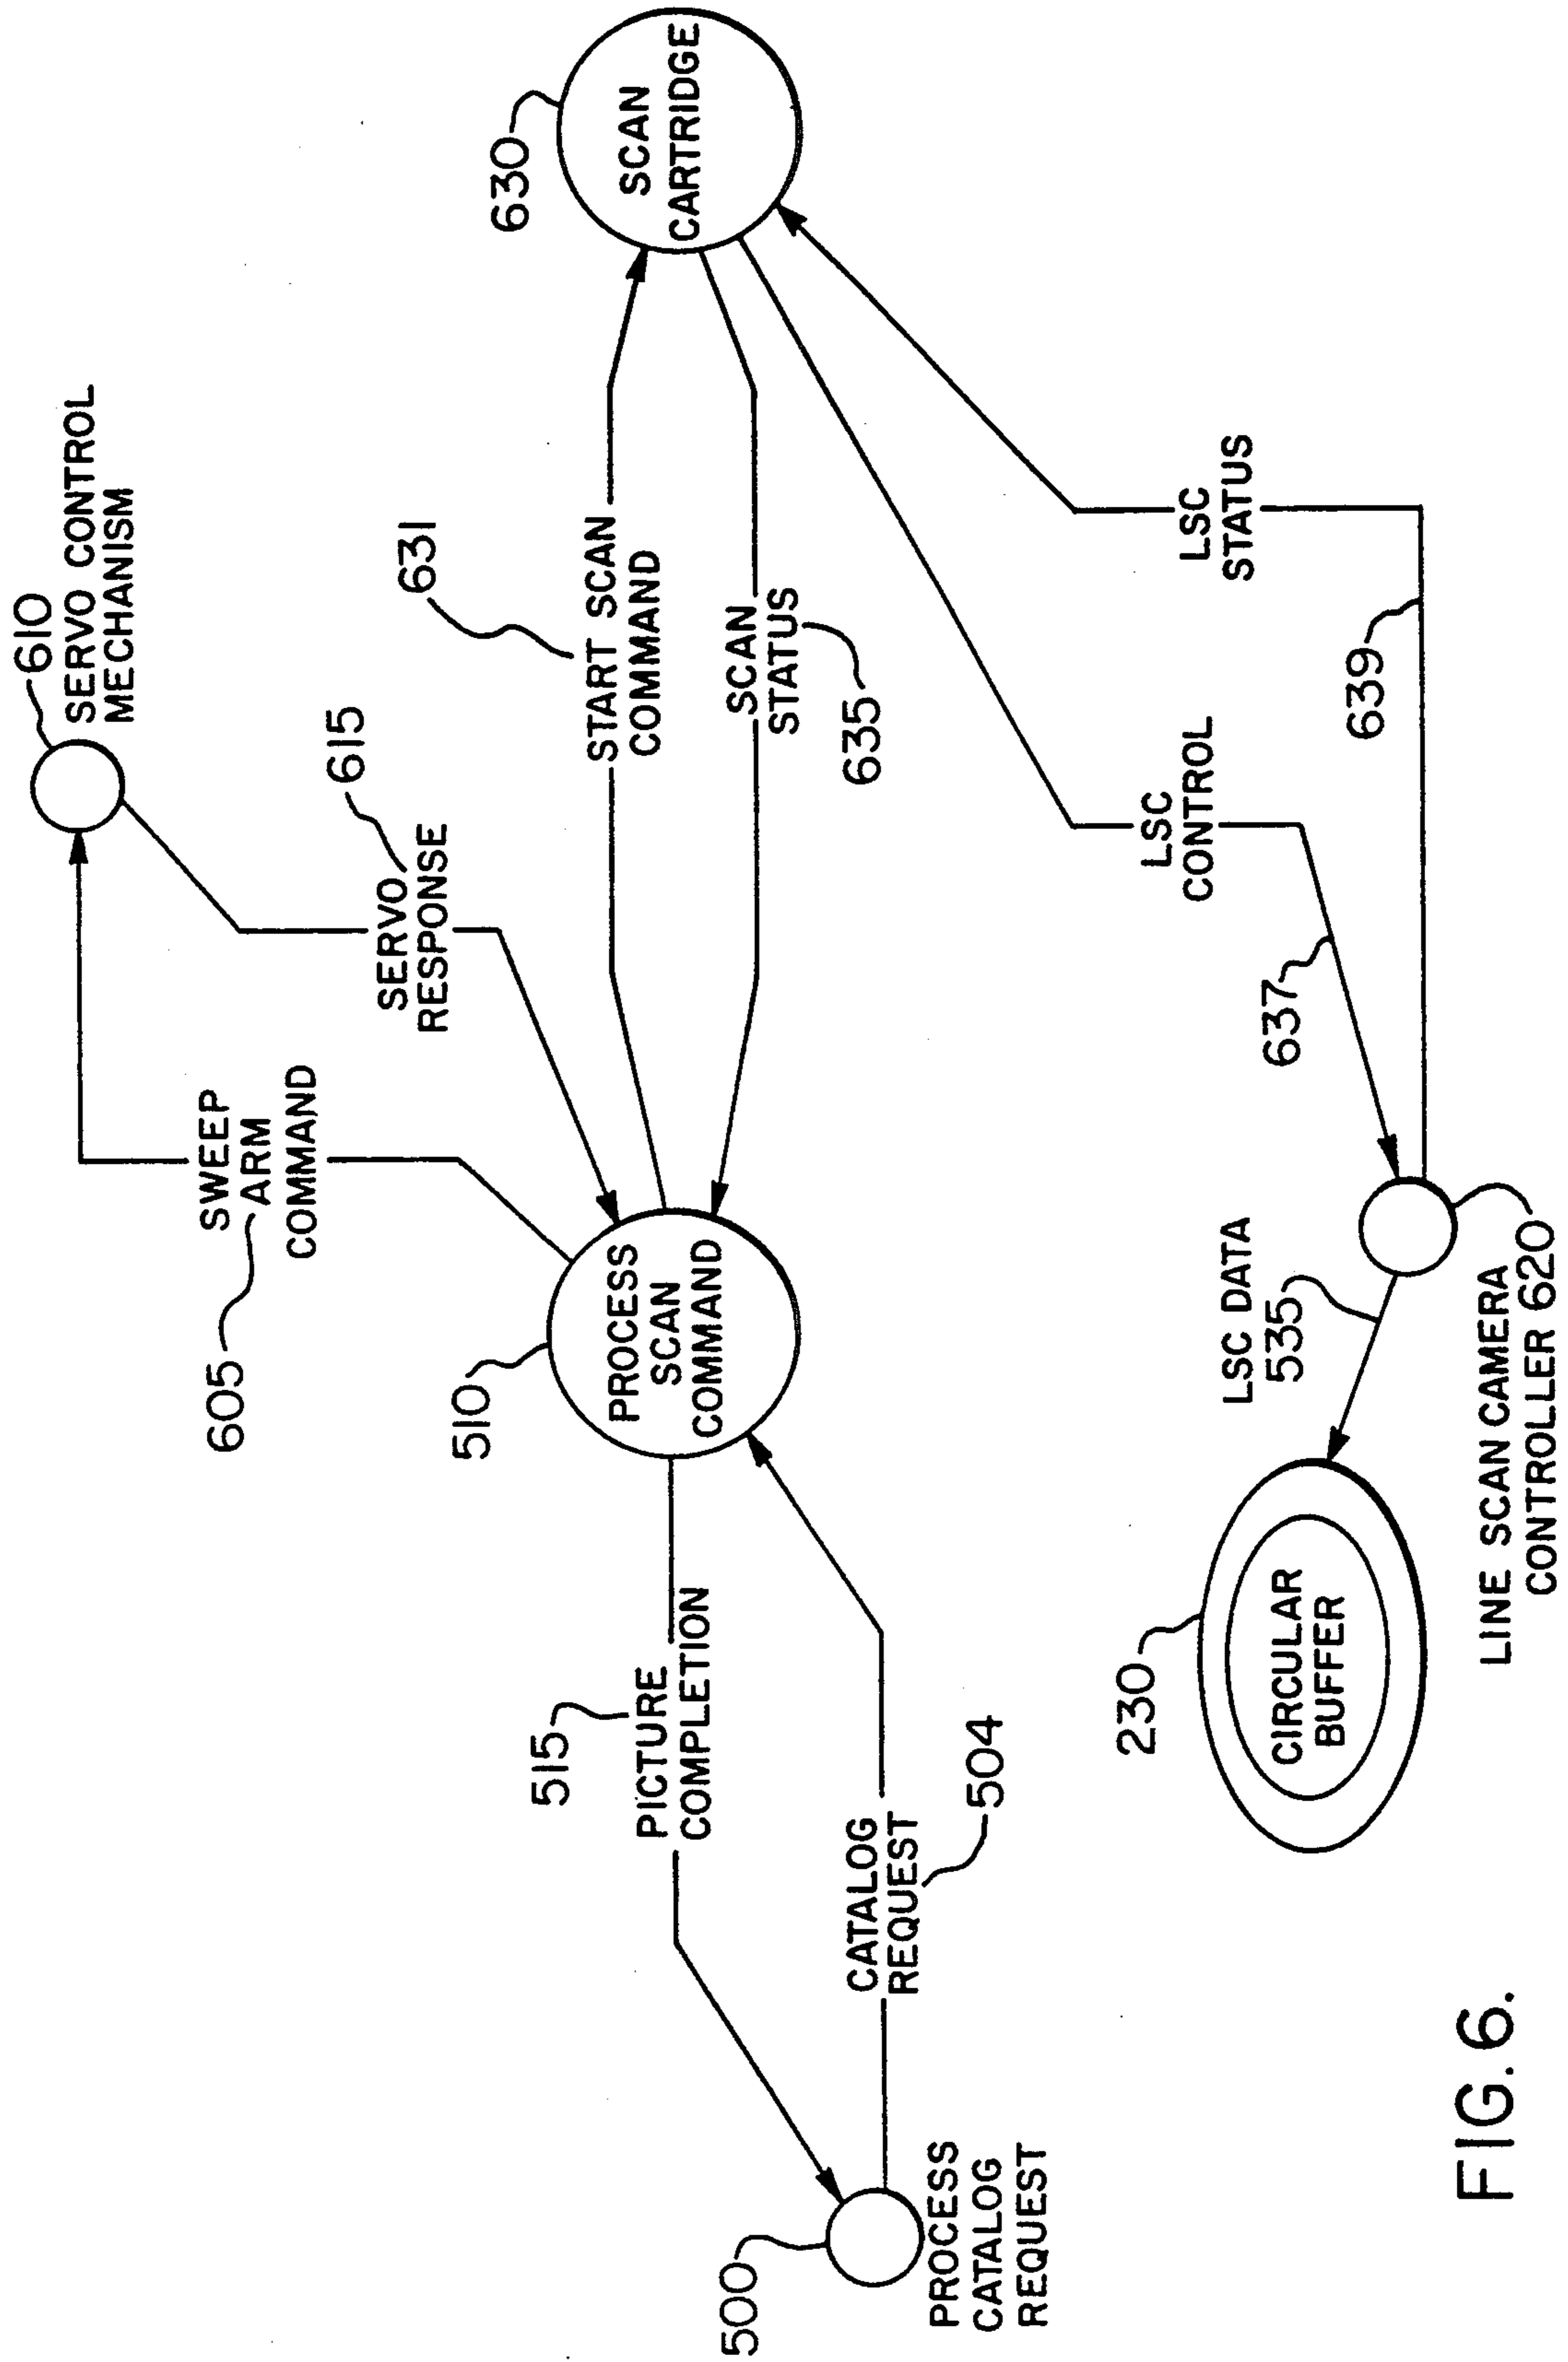 610
SERVO CONTROL
MECHANISM
SWEEP
ARM
COMMAND
605
SERVO
RESPONSE
615
631
START SCAN
COMMAND
630
SCAN
CARTRIDGE
510
PROCESS
SCAN
COMMAND
SCAN
STATUS
635
515
PICTURE
COMPLETION
CATALOG
REQUEST
504
500
PROCESS
CATALOG
REQUEST
LSC
CONTROL
637
LSC
STATUS
639
230
CIRCULAR
BUFFER
LSC DATA
535
LINE SCAN CAMERA
CONTROLLER 620
FIG. 6.